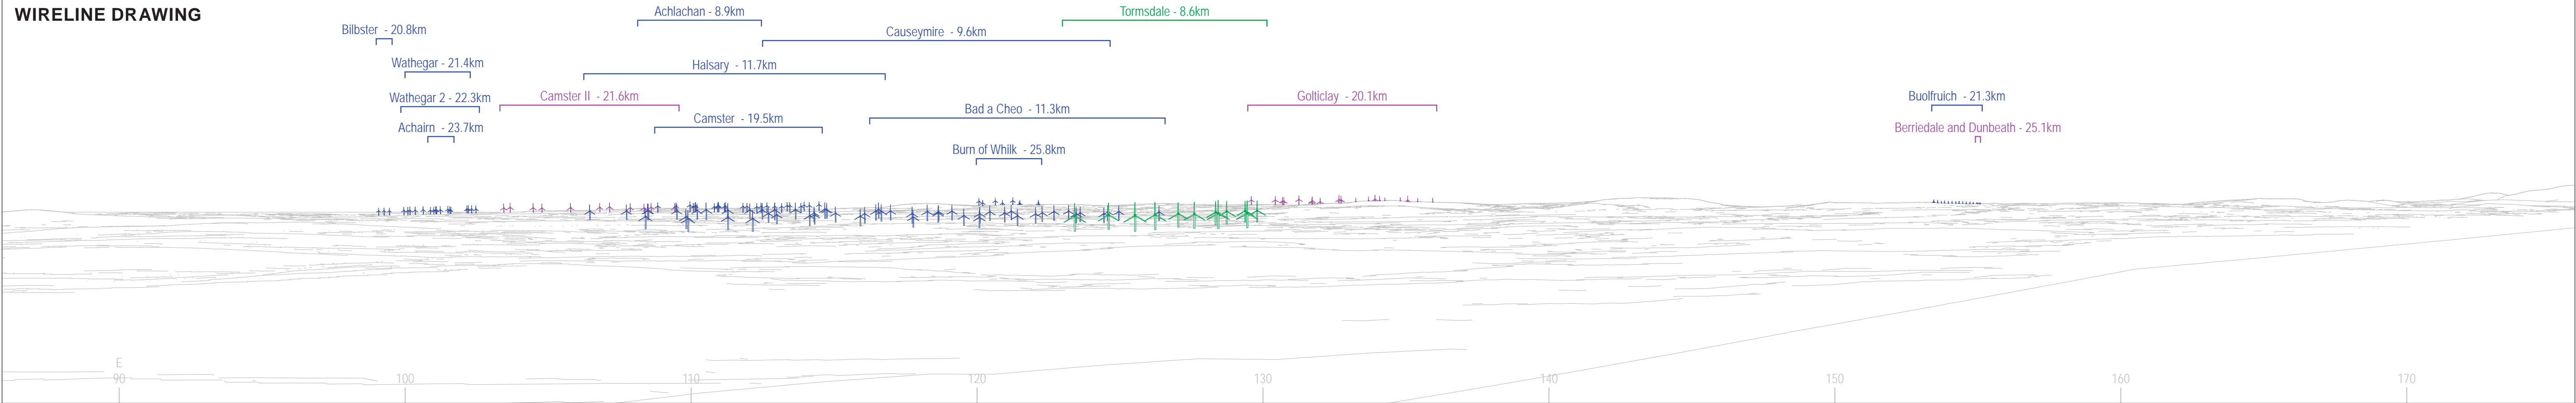 WIRELINE DRAWING
Achlachan - 8.9km
Tormsdale - 8.6km
Bilbster - 20.8km
Causeymire - 9.6km
Wathegar - 21.4km
Halsary - 11.7km
Wathegar 2 - 22.3km
Camster II - 21.6km
Golticlay - 20.1km
Buolfruich - 21.3km
Bad a Cheo - 11.3km
Camster - 19.5km
Achairn - 23.7km
Berriedale and Dunbeath - 25.1km
Burn of Whilk - 25.8km
E
90 100 110 120 130 140 150 160 170